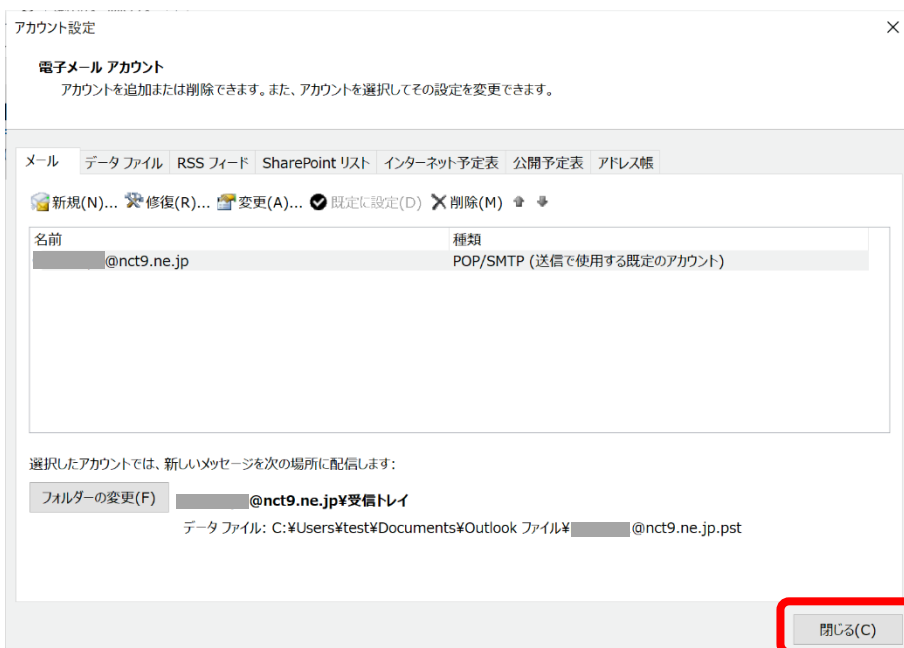 アカウント設定
電子メール アカウント
アカウントを追加または削除できます。また、アカウントを選択してその設定を変更できます。
メール データ ファイル RSS フィード SharePoint リスト インターネット予定表 公開予定表 アドレス帳
新規(N)... 修復(R)... 変更(A)... 既定に設定(D) 削除(M)
名前 種類
@nct9.ne.jp POP/SMTP (送信で使用する既定のアカウント)
選択したアカウントでは、新しいメッセージを次の場所に配信します:
フォルダーの変更(F) @nct9.ne.jp¥受信トレイ
データ ファイル: C:¥Users¥test¥Documents¥Outlook ファイル¥ @nct9.ne.jp.pst
閉じる(C)